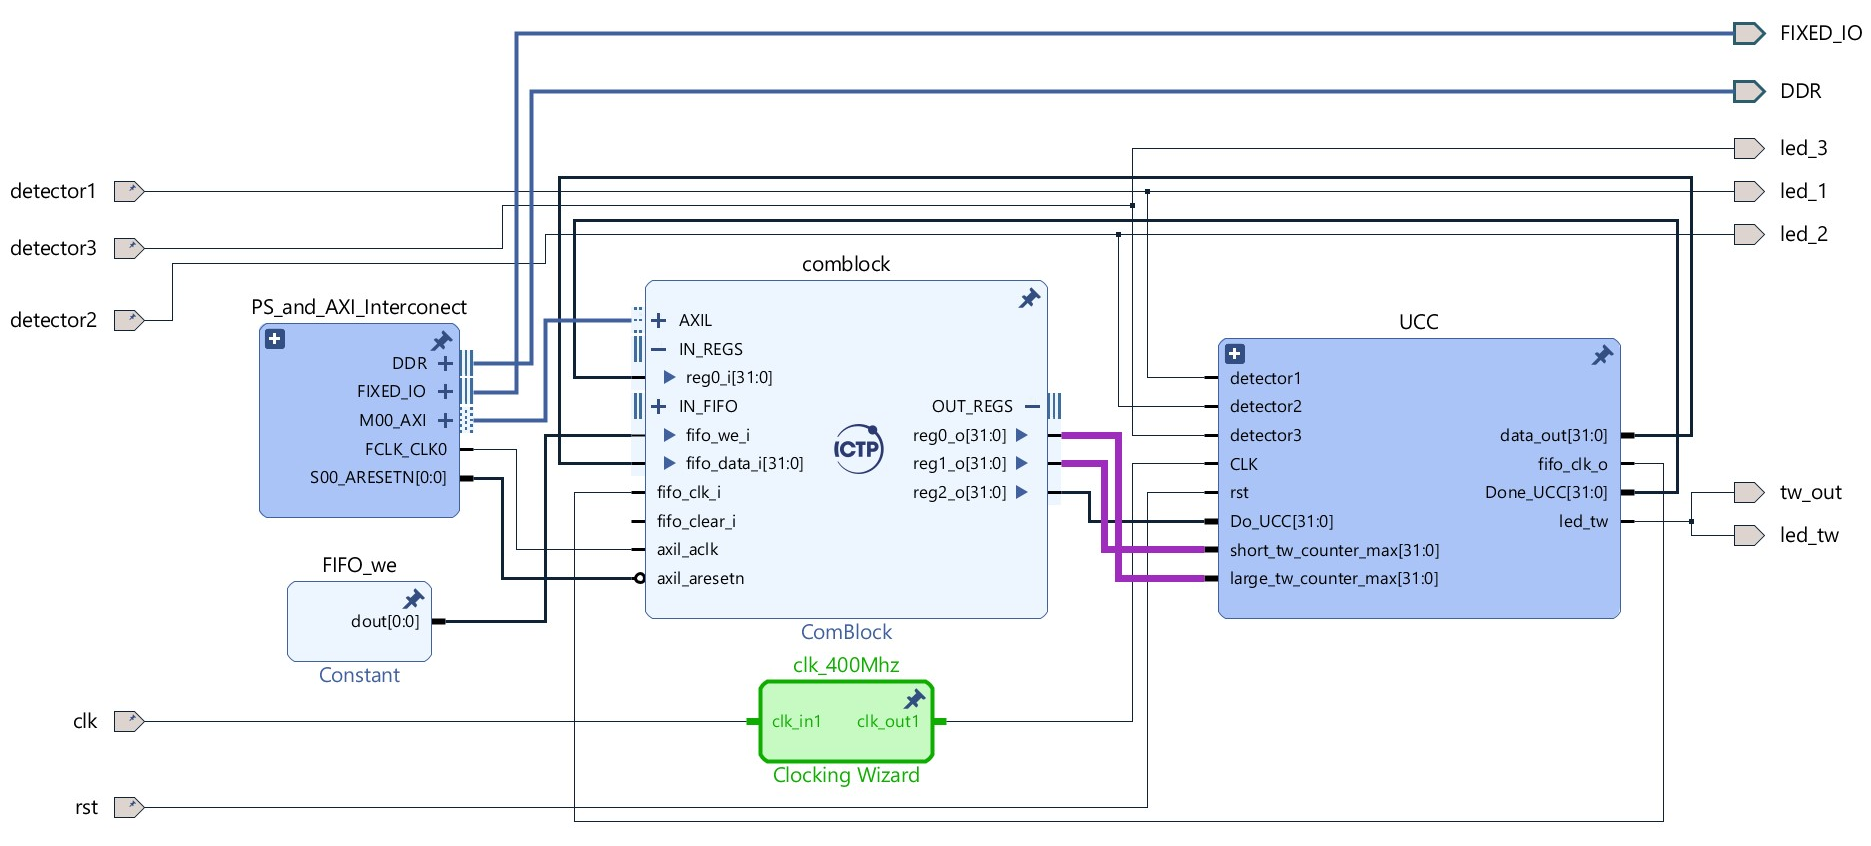 FIXED_IO
DDR
led_3
detector1
led_1
detector3
led_2
detector2
comblock
PS_and_AXI_Interconect
DDR
FIXED_IO
M00_AXI
FCLK_CLK0
S00_ARESETN[0:0]
AXIL
IN_REGS
reg0_i[31:0]
IN_FIFO
fifo_we_i
fifo_data_i[31:0]
fifo_clk_i
fifo_clear_i
axil_aclk
axil_aresetn
ICTP
OUT_REGS
reg0_o[31:0]
reg1_o[31:0]
reg2_o[31:0]
ComBlock
UCC
detector1
detector2
detector3
CLK
rst
Do_UCC[31:0]
short_tw_counter_max[31:0]
large_tw_counter_max[31:0]
data_out[31:0]
fifo_clk_o
Done_UCC[31:0]
led_tw
tw_out
led_tw
FIFO_we
dout[0:0]
Constant
clk_400Mhz
clk
clk_in1
clk_out1
Clocking Wizard
rst